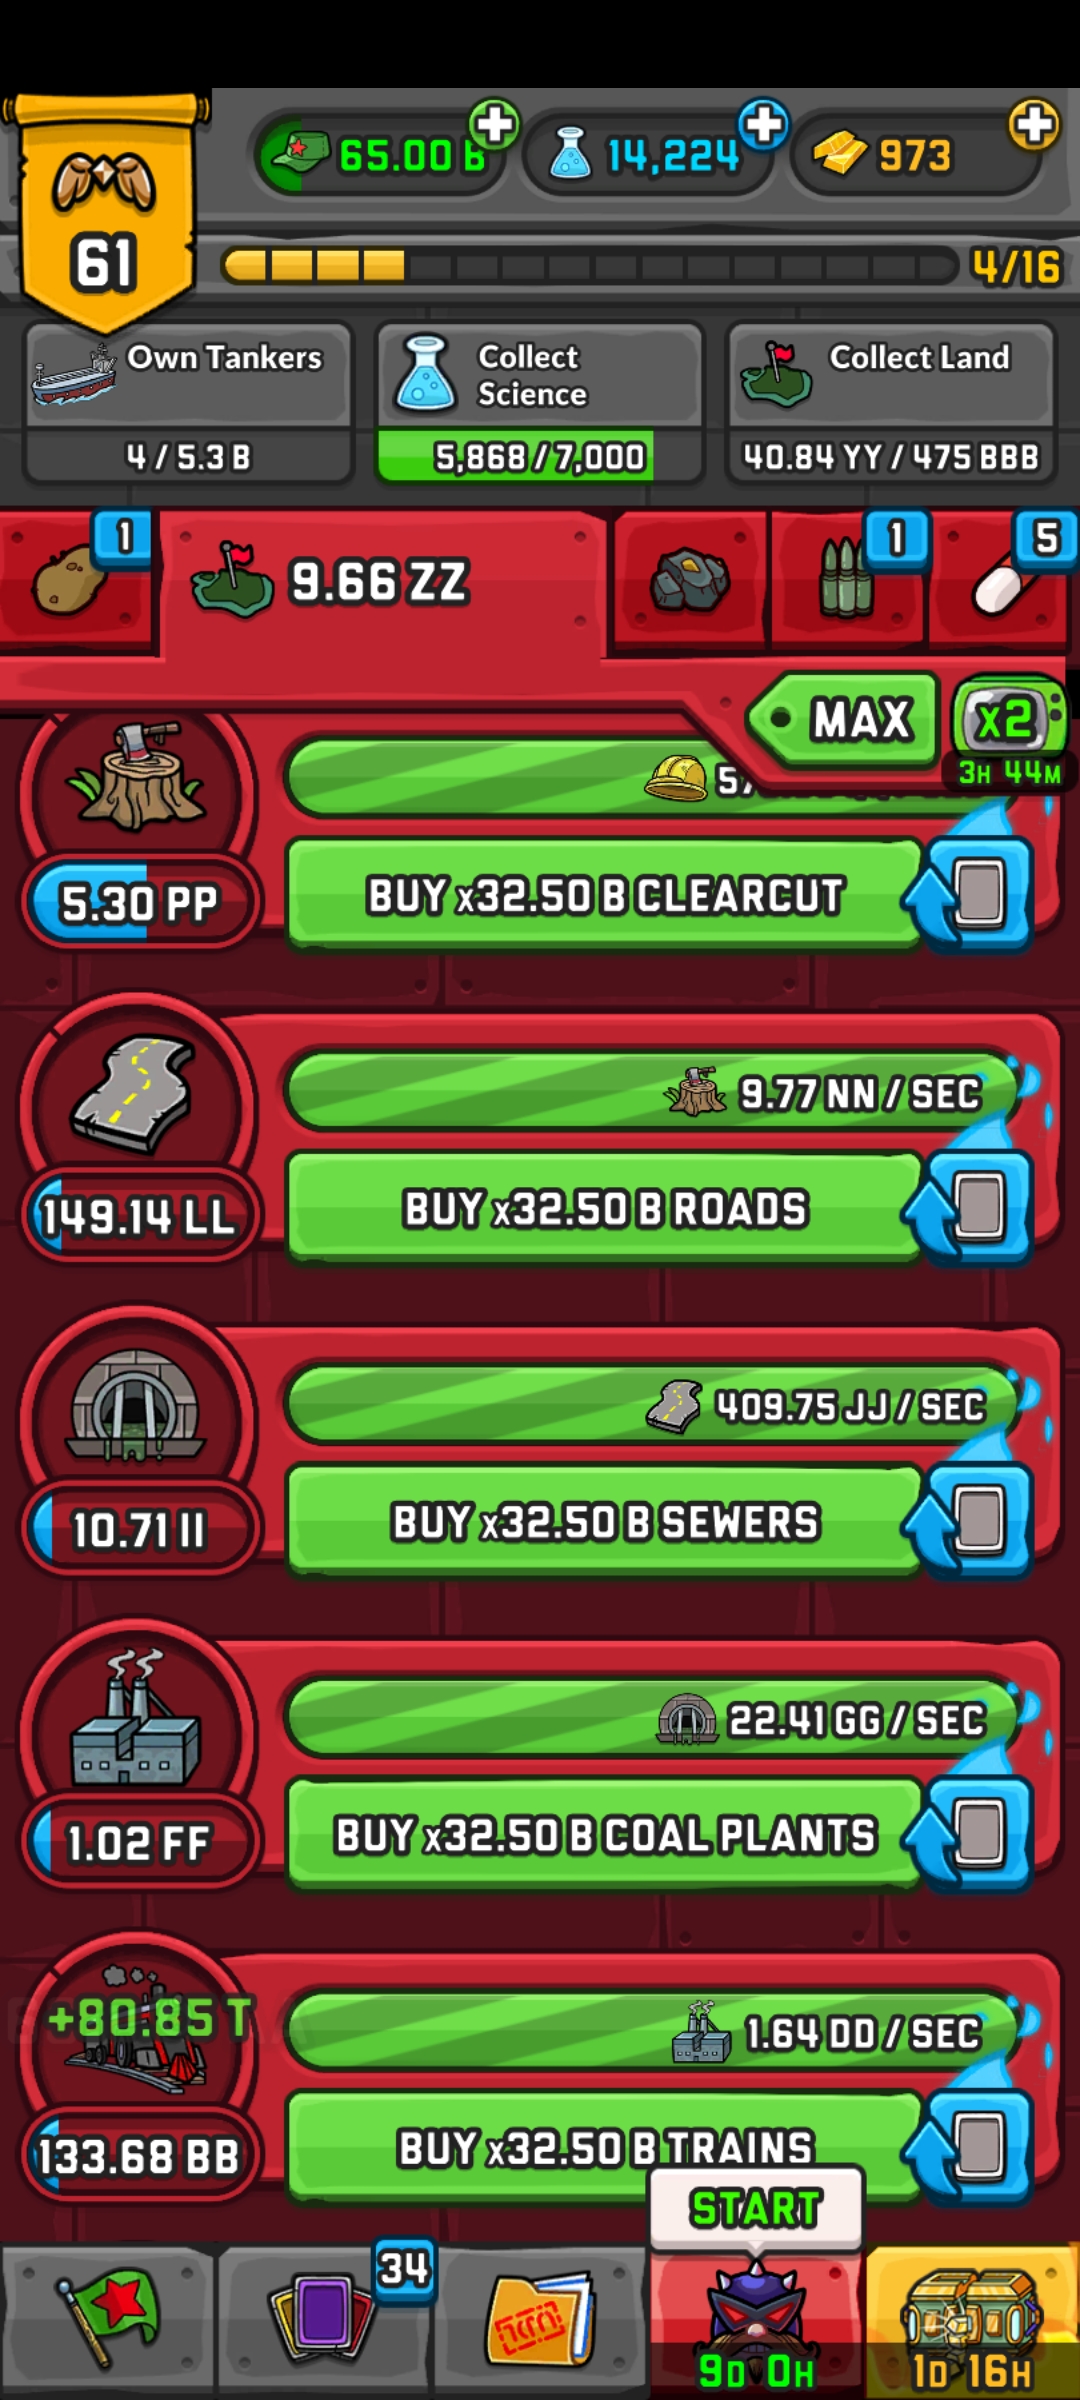 65.00 B
14,224
973
61
4/16
Own Tankers
4 / 5.3 B
Collect
Science
5,868 / 7,000
Collect Land
40.84 YY / 475 BBB
1
9.66 ZZ
1
5
MAX
x2
3H 44M
5.30 PP
BUY x32.50 B CLEARCUT
9.77 NN / SEC
149.14 LL
BUY x32.50 B ROADS
409.75 JJ / SEC
10.71 II
BUY x32.50 B SEWERS
22.41 GG / SEC
1.02 FF
BUY x32.50 B COAL PLANTS
+80.85 T
1.64 DD / SEC
133.68 BB
BUY x32.50 B TRAINS
START
34
9D 0H
1D 16H